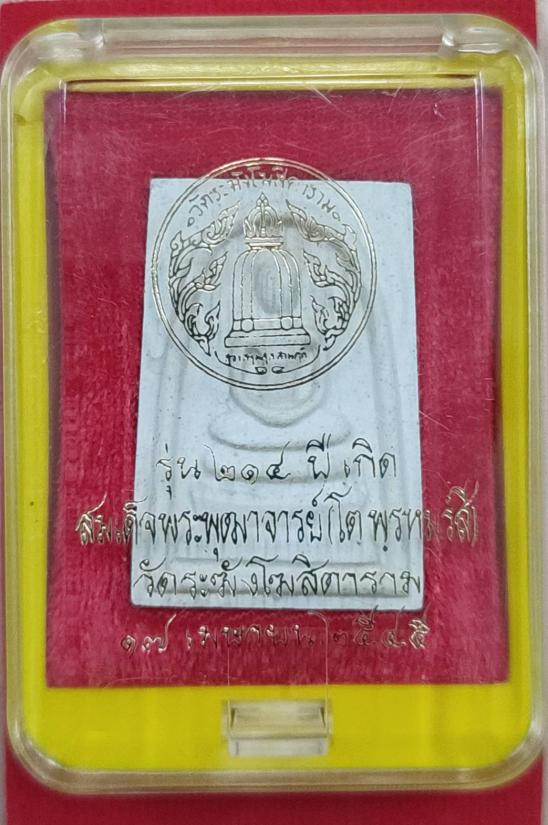 วัดระฆังโฆสิตาราม
รุ่น ๒๑๔ ปี เกิด
สมเด็จพระพุฒาจารย์ (โต พฺรหฺมรํสี)
วัดระฆังโฆสิตาราม
๑๗ เมษายน ๒๕๔๕